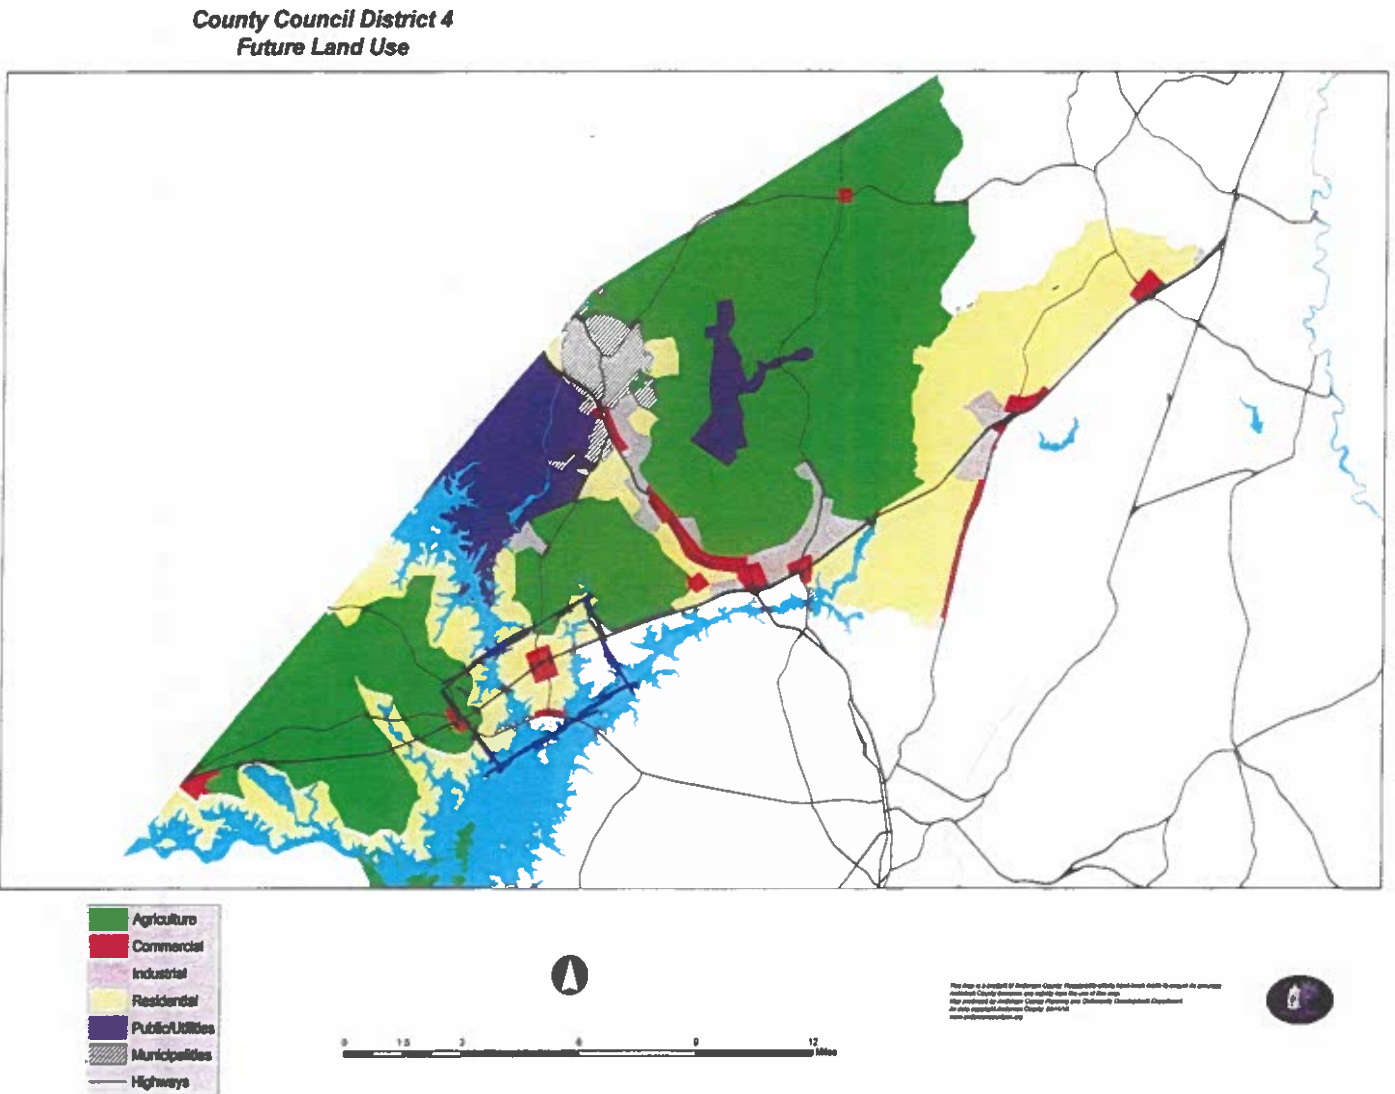 County Council District 4
Future Land Use
Agriculture
Commercial
Industrial
Residential
Public/Utilities
Municipalities
Highways
0 1.5 3 6 9 12
Miles